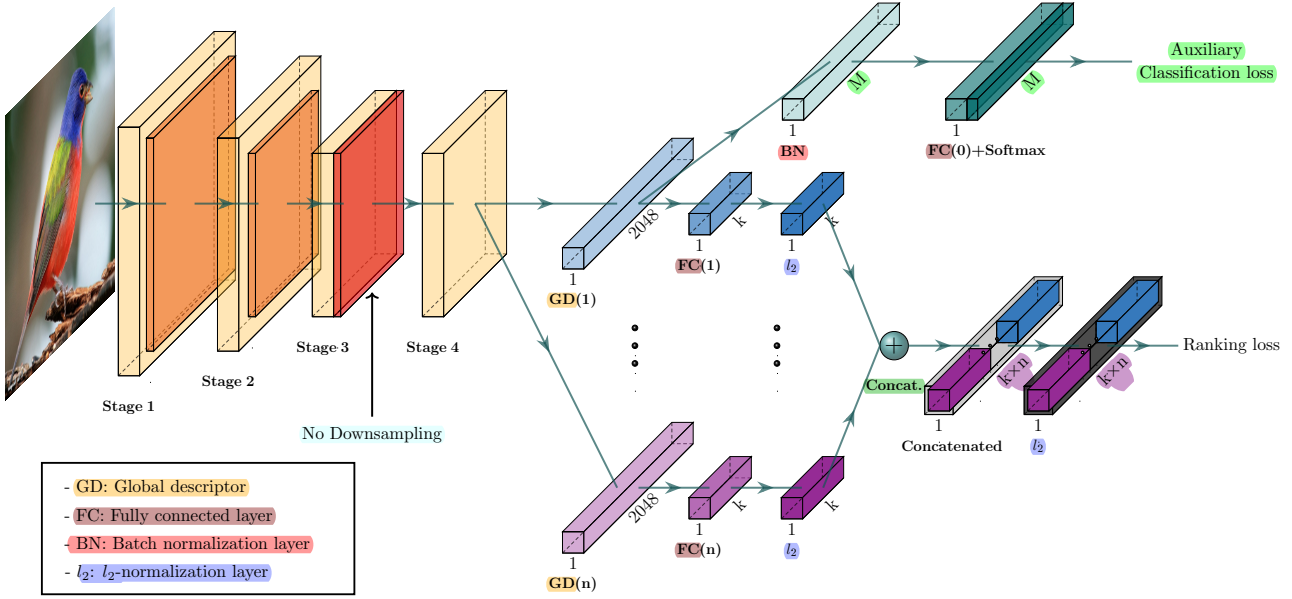 Auxiliary
Classification loss
M
M
1
BN
1
FC(0)+Softmax
2048
1
GD(1)
k
1
FC(1)
k
1
l₂
Stage 1
Stage 2
Stage 3
Stage 4
No Downsampling
+
Concat.
k×n
1
Concatenated
k×n
1
l₂
Ranking loss
2048
1
GD(n)
k
1
FC(n)
k
1
l₂
- GD: Global descriptor
- FC: Fully connected layer
- BN: Batch normalization layer
- l₂: l₂-normalization layer